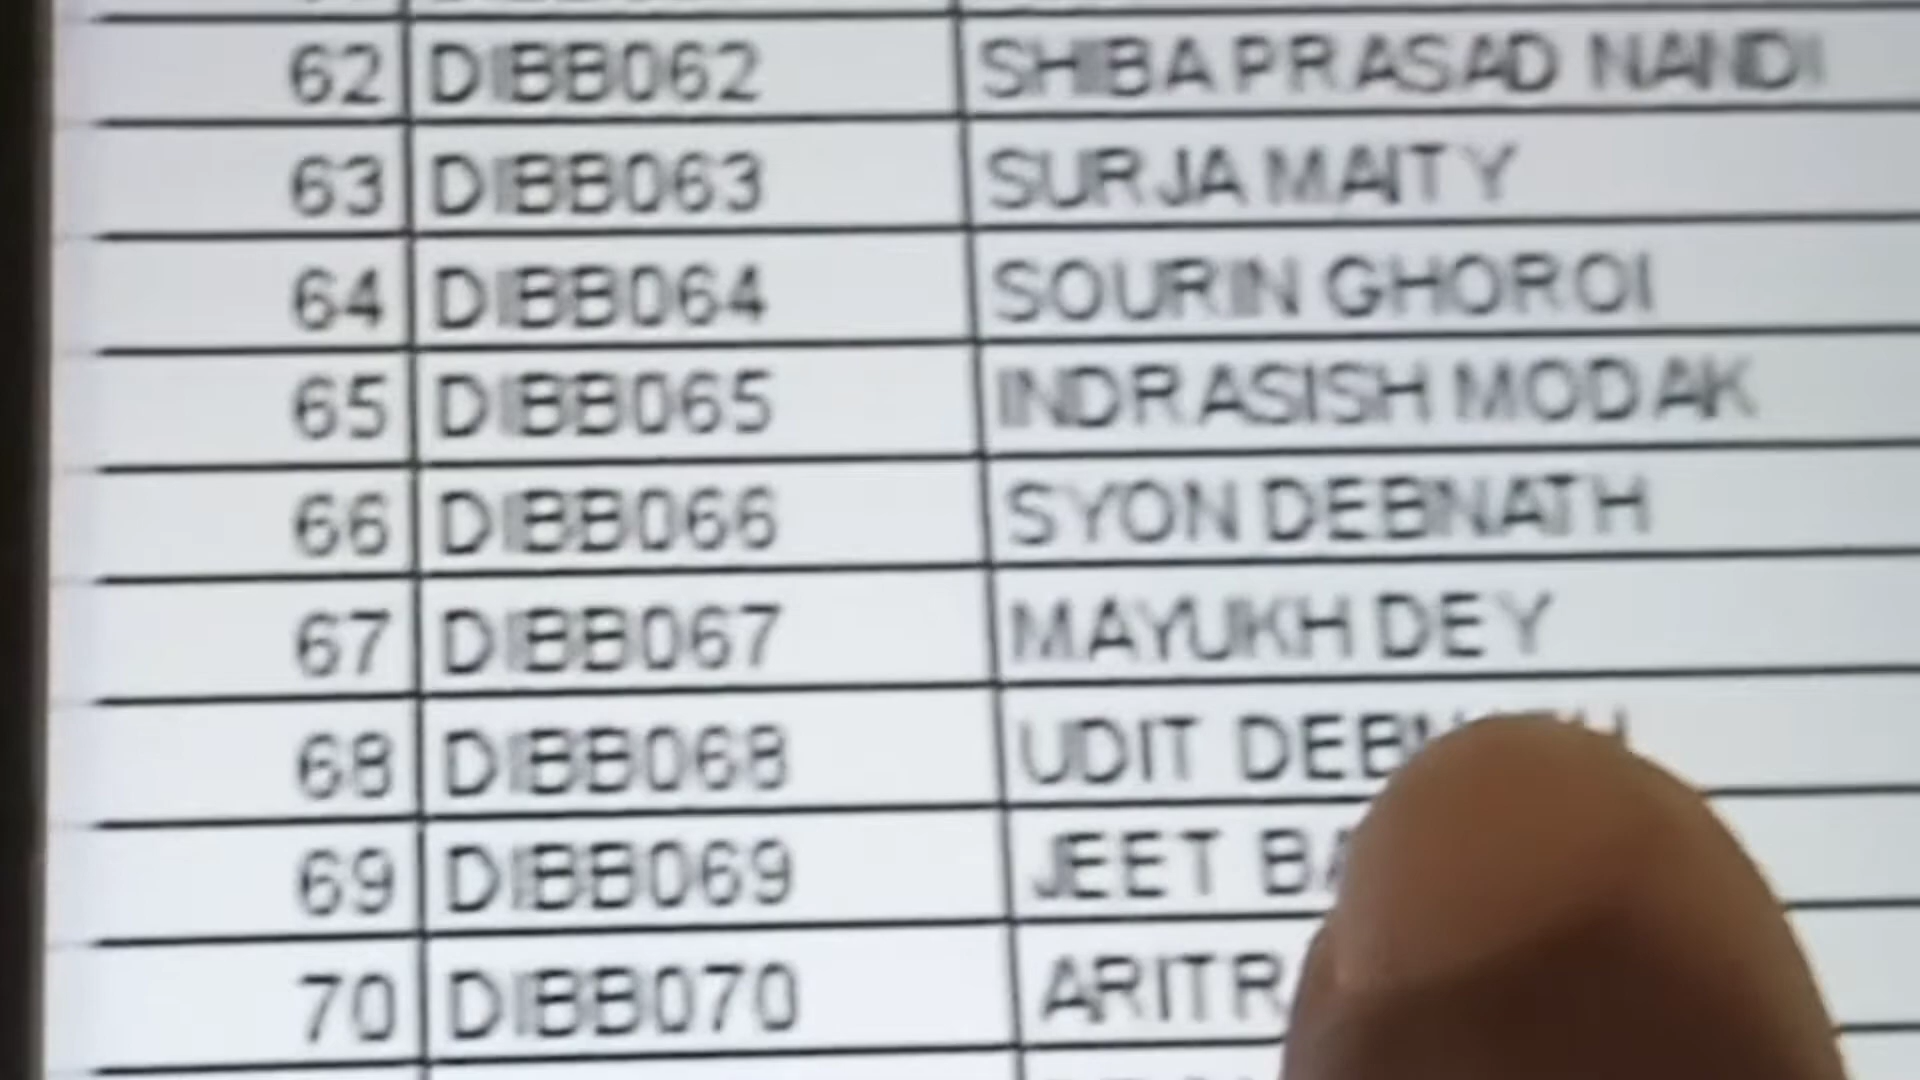 62 DIBB062 SHIBA PRASAD NANDI
63 DIBB063 SURJA MAITY
64 DIBB064 SOURIN GHOROI
65 DIBB065 INDRASISH MODAK
66 DIBB066 SYON DEBNATH
67 DIBB067 MAYUKH DEY
68 DIBB068 UDIT
69 DIBB069 JEET
70 DIBB070